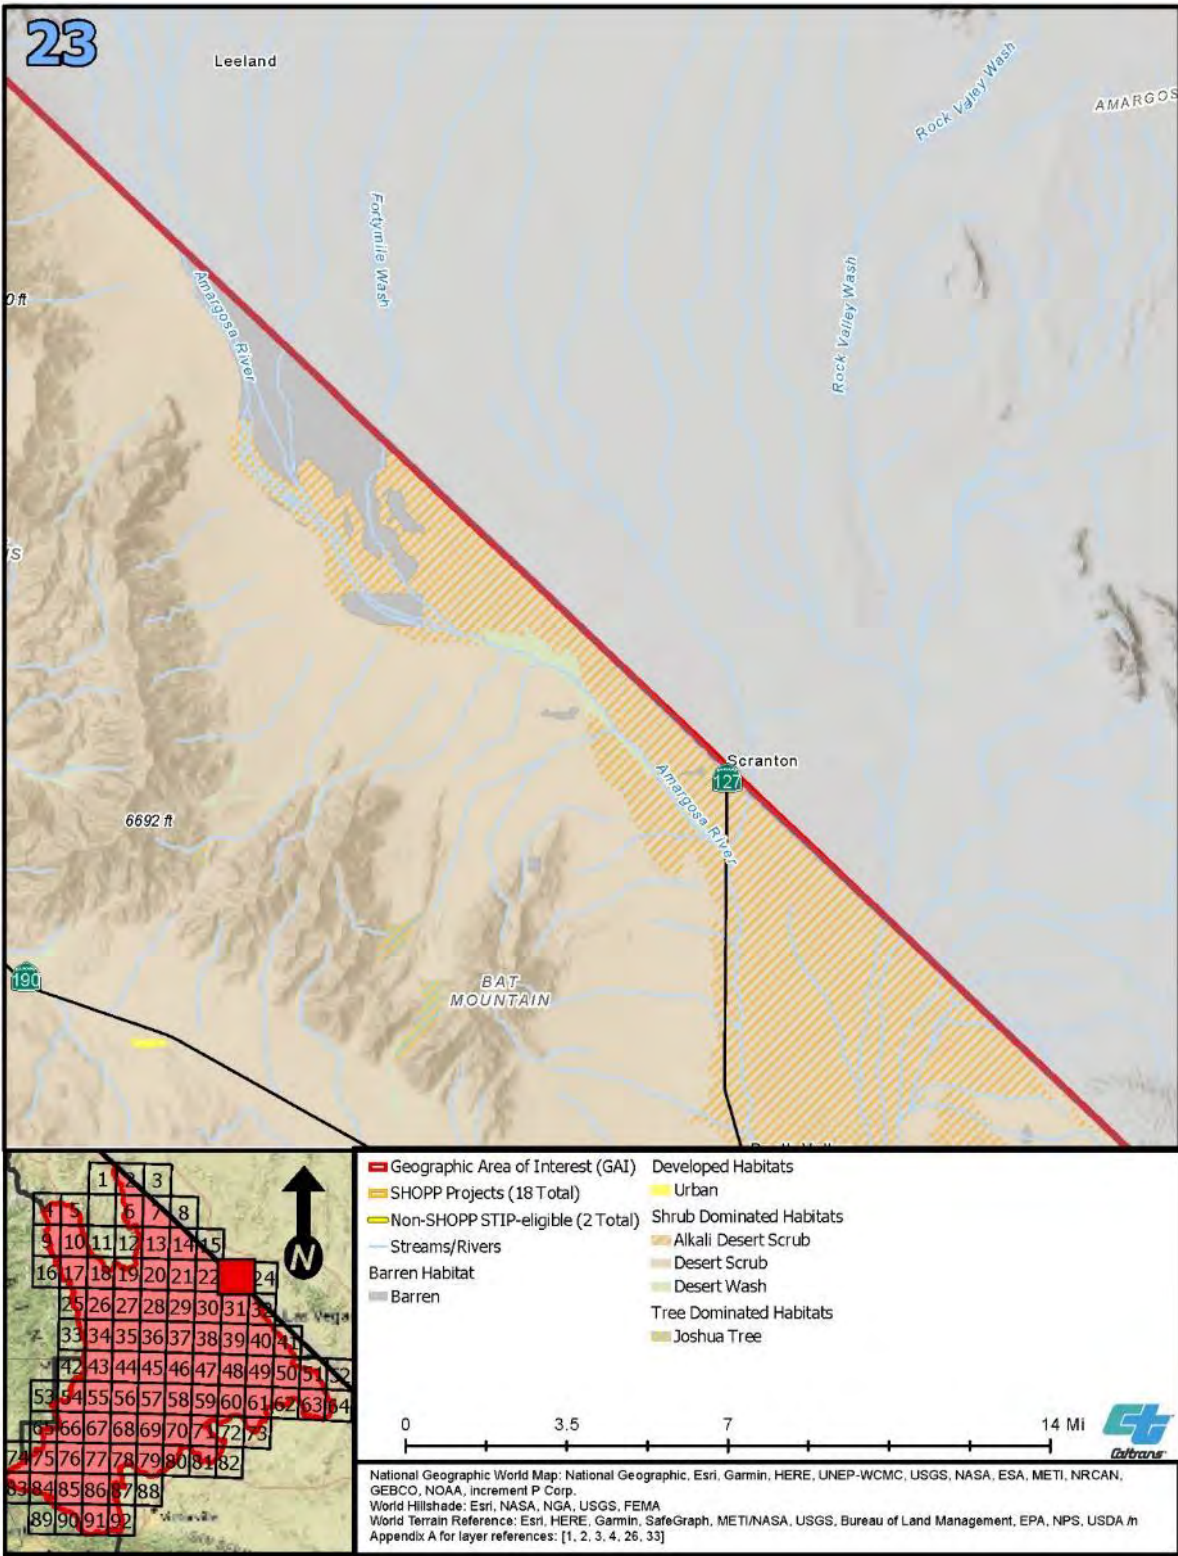 23
Leeland
Rock Valley Wash
AMARGOS
Fortymile Wash
Amargosa River
Rock Valley Wash
0 ft
IS
Scranton
127
Amargosa River
6692 ft
190
BAT
MOUNTAIN
1 2 3
4 5 6 7 8
9 10 11 12 13 14 15
16 17 18 19 20 21 22 24
25 26 27 28 29 30 31 32
Las Vega
33 34 35 36 37 38 39 40 41
42 43 44 45 46 47 48 49 50 51 52
53 54 55 56 57 58 59 60 61 62 63 64
65 66 67 68 69 70 71 72 73
74 75 76 77 78 79 80 81 82
83 84 85 86 87 88
89 90 91 92
N
Geographic Area of Interest (GAI)
SHOPP Projects (18 Total)
Non-SHOPP STIP-eligible (2 Total)
Streams/Rivers
Barren Habitat
Barren
Developed Habitats
Urban
Shrub Dominated Habitats
Alkali Desert Scrub
Desert Scrub
Desert Wash
Tree Dominated Habitats
Joshua Tree
0 3.5 7 14 Mi
Caltrans
National Geographic World Map: National Geographic, Esri, Garmin, HERE, UNEP-WCMC, USGS, NASA, ESA, METI, NRCAN,
GEBCO, NOAA, increment P Corp.
World Hillshade: Esri, NASA, NGA, USGS, FEMA
World Terrain Reference: Esri, HERE, Garmin, SafeGraph, METI/NASA, USGS, Bureau of Land Management, EPA, NPS, USDA /n
Appendix A for layer references: [1, 2, 3, 4, 26, 33]